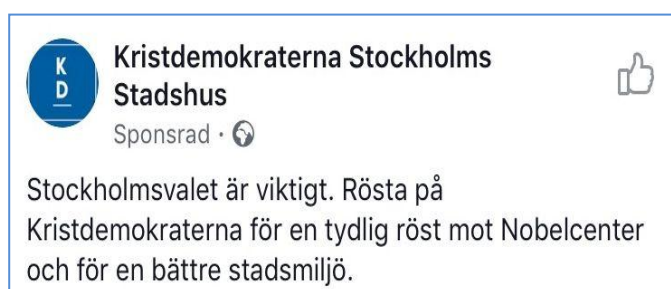 K
D
Kristdemokraterna Stockholms
Stadshus
Sponsrad ·
Stockholmsvalet är viktigt. Rösta på
Kristdemokraterna för en tydlig röst mot Nobelcenter
och för en bättre stadsmiljö.